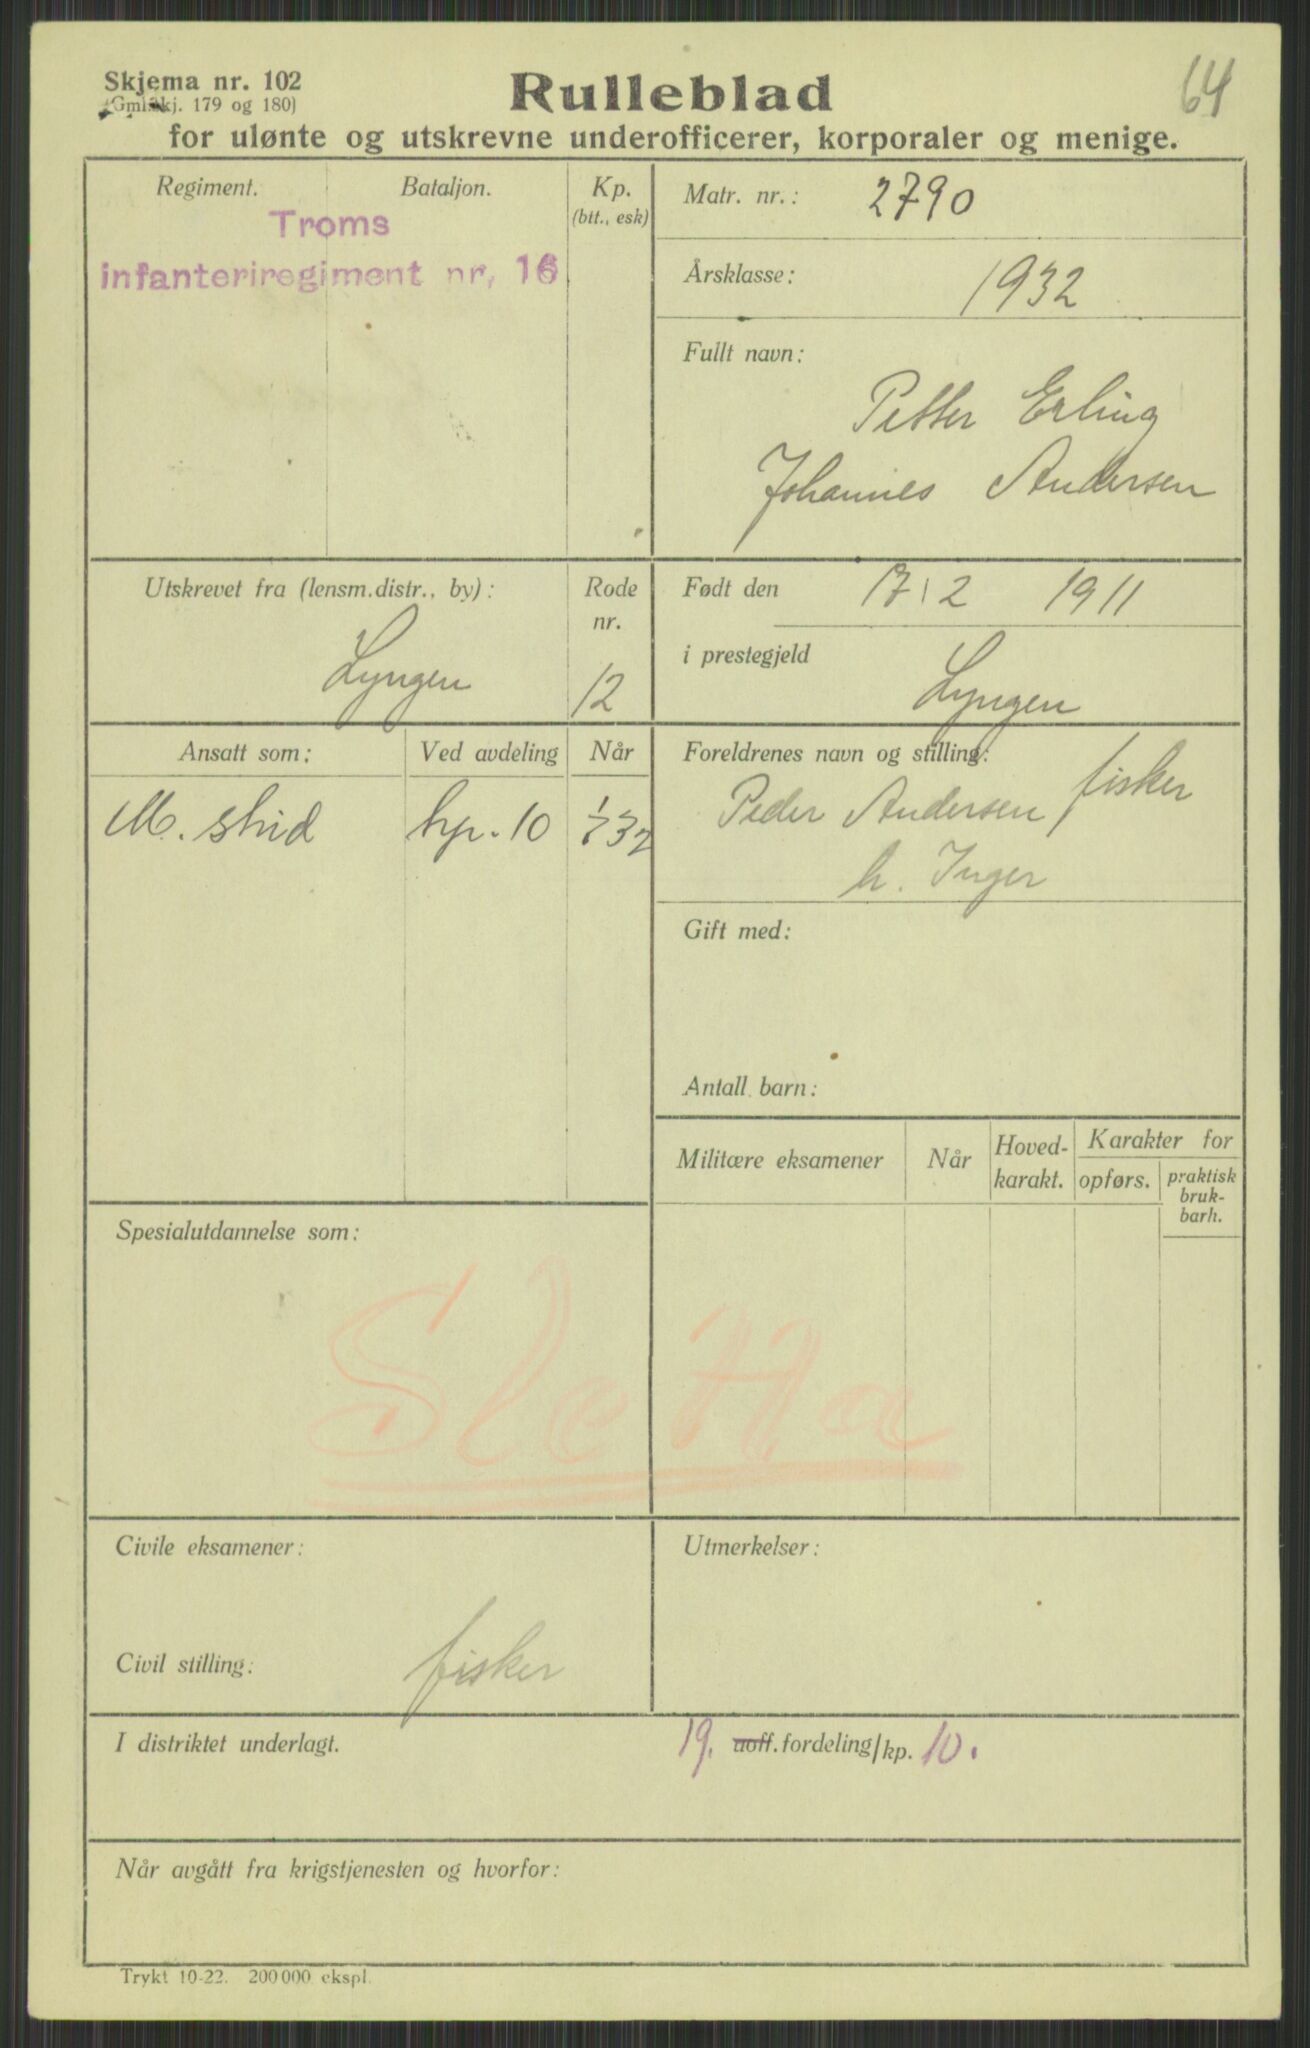 Skjema nr. 102
(Gml. skj. 179 og 180)
Rulleblad
64
for ulønte og utskrevne underofficerer, korporaler og menige.
Regiment.
Bataljon.
Kp.
(btt., esk)
Troms
infanteriregiment nr, 16
Matr. nr.: 2790
Årsklasse: 1932
Fullt navn:
Petter Erling
Johannes Andersen
Utskrevet fra (lensm.distr., by):
Lyngen
Rode
nr.
12
Født den 17/2 1911
i prestegjeld
Lyngen
Ansatt som:
Ved avdeling
Når
M. strid
kp. 10
1/7 32
Foreldrenes navn og stilling:
Peder Andersen fisker
h. Inger
Gift med:
Antall barn:
Militære eksamener
Når
Hoved-
karakt.
Karakter for
opførs.
praktisk
bruk-
barh.
Spesialutdannelse som:
Sletta
Civile eksamener:
Civil stilling: fisker
Utmerkelser:
I distriktet underlagt.
19. uoff.fordeling/kp. 10.
Når avgått fra krigstjenesten og hvorfor:
Trykt 10-22. 200 000 ekspl.